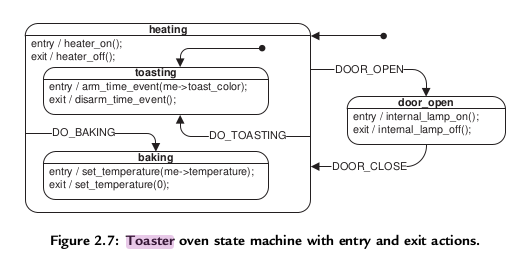 heating
entry / heater_on();
exit / heater_off();
toasting
entry / arm_time_event(me->toast_color);
exit / disarm_time_event();
DOOR_OPEN
door_open
entry / internal_lamp_on();
exit / internal_lamp_off();
DO_BAKING
DO_TOASTING
baking
entry / set_temperature(me->temperature);
exit / set_temperature(0);
DOOR_CLOSE
Figure 2.7: Toaster oven state machine with entry and exit actions.